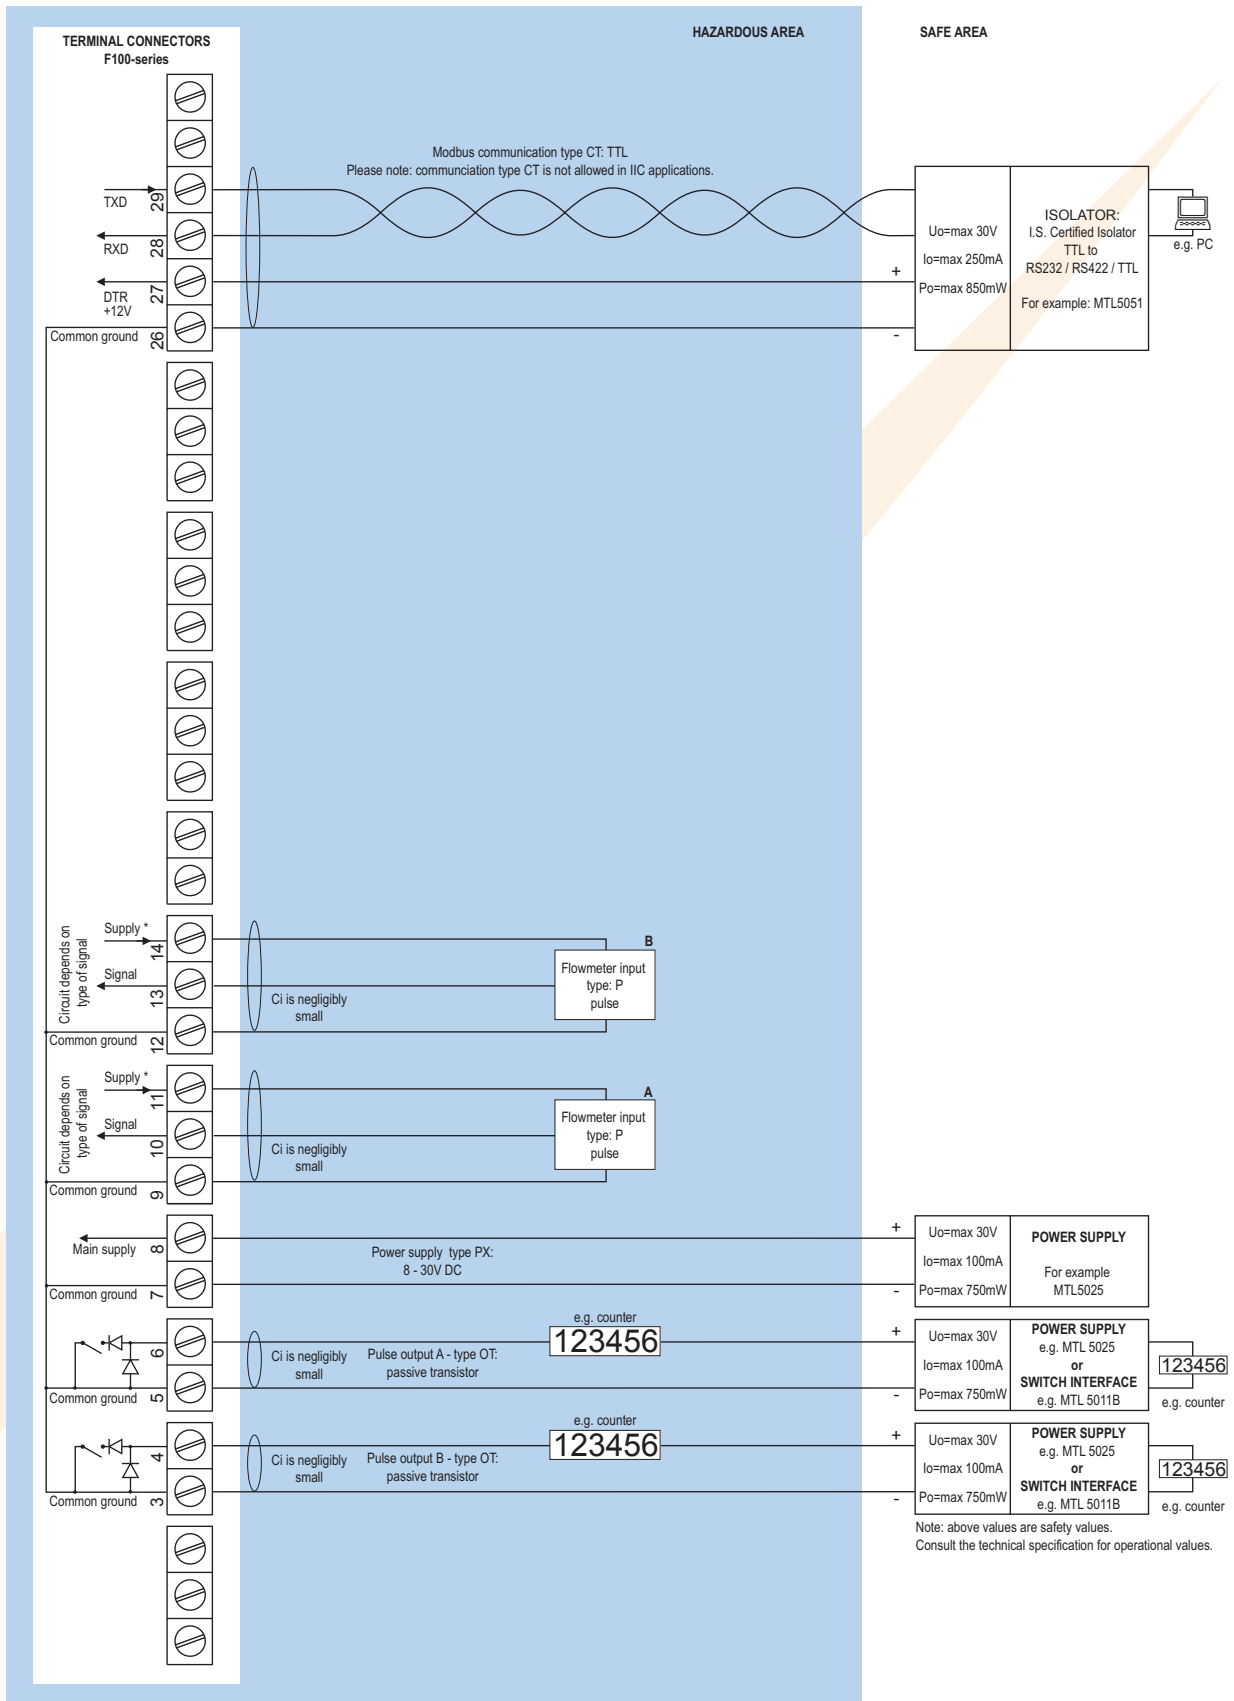 TERMINAL CONNECTORS
F100-series
HAZARDOUS AREA
SAFE AREA
Modbus communication type CT: TTL
Please note: communciation type CT is not allowed in IIC applications.
TXD
29
RXD
28
DTR
+12V
27
Common ground
26
+
-
Uo=max 30V
Io=max 250mA
Po=max 850mW
ISOLATOR:
I.S. Certified Isolator
TTL to
RS232 / RS422 / TTL
For example: MTL5051
e.g. PC
Circuit depends on
type of signal
Supply *
14
Signal
13
Common ground
12
Ci is negligibly
small
B
Flowmeter input
type: P
pulse
Circuit depends on
type of signal
Supply *
11
Signal
10
Common ground
9
Ci is negligibly
small
A
Flowmeter input
type: P
pulse
Main supply
8
Common ground
7
Power supply type PX:
8 - 30V DC
+
-
Uo=max 30V
Io=max 100mA
Po=max 750mW
POWER SUPPLY
For example
MTL5025
6
Common ground
5
Ci is negligibly
small
Pulse output A - type OT:
passive transistor
e.g. counter
123456
+
-
Uo=max 30V
Io=max 100mA
Po=max 750mW
POWER SUPPLY
e.g. MTL 5025
or
SWITCH INTERFACE
e.g. MTL 5011B
123456
e.g. counter
4
Common ground
3
Ci is negligibly
small
Pulse output B - type OT:
passive transistor
e.g. counter
123456
+
-
Uo=max 30V
Io=max 100mA
Po=max 750mW
POWER SUPPLY
e.g. MTL 5025
or
SWITCH INTERFACE
e.g. MTL 5011B
123456
e.g. counter
Note: above values are safety values.
Consult the technical specification for operational values.